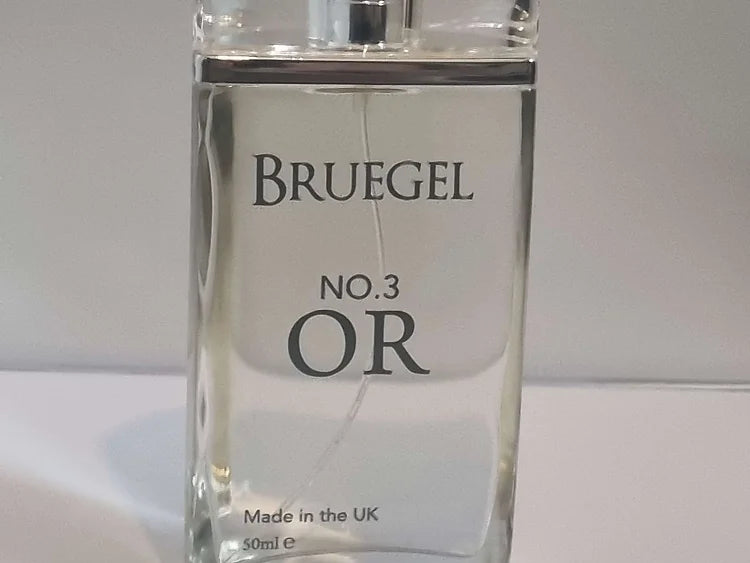 BRUEGEL
NO.3
OR
Made in the UK
50ml ℮